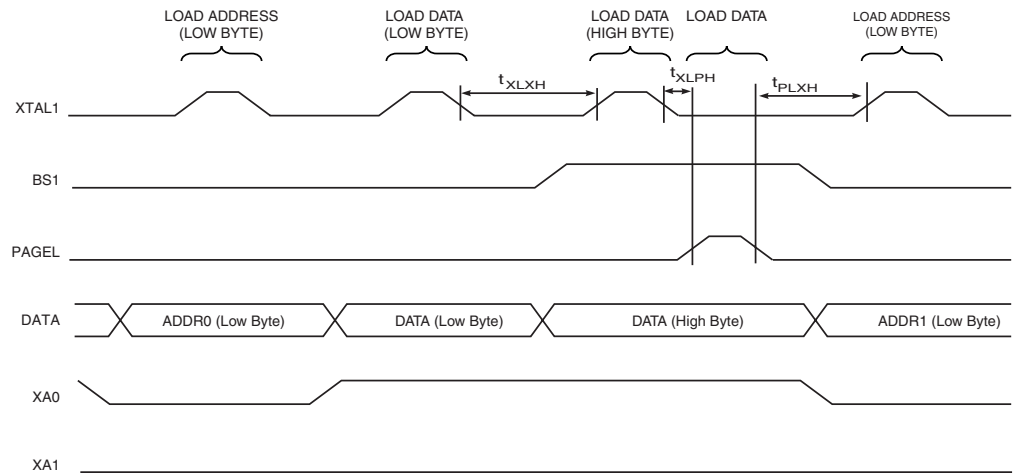 LOAD ADDRESS
(LOW BYTE)
LOAD DATA
(LOW BYTE)
LOAD DATA
(HIGH BYTE)
LOAD DATA
LOAD ADDRESS
(LOW BYTE)
XTAL1
tXLXH
tXLPH
tPLXH
BS1
PAGEL
DATA
ADDR0 (Low Byte)
DATA (Low Byte)
DATA (High Byte)
ADDR1 (Low Byte)
XA0
XA1